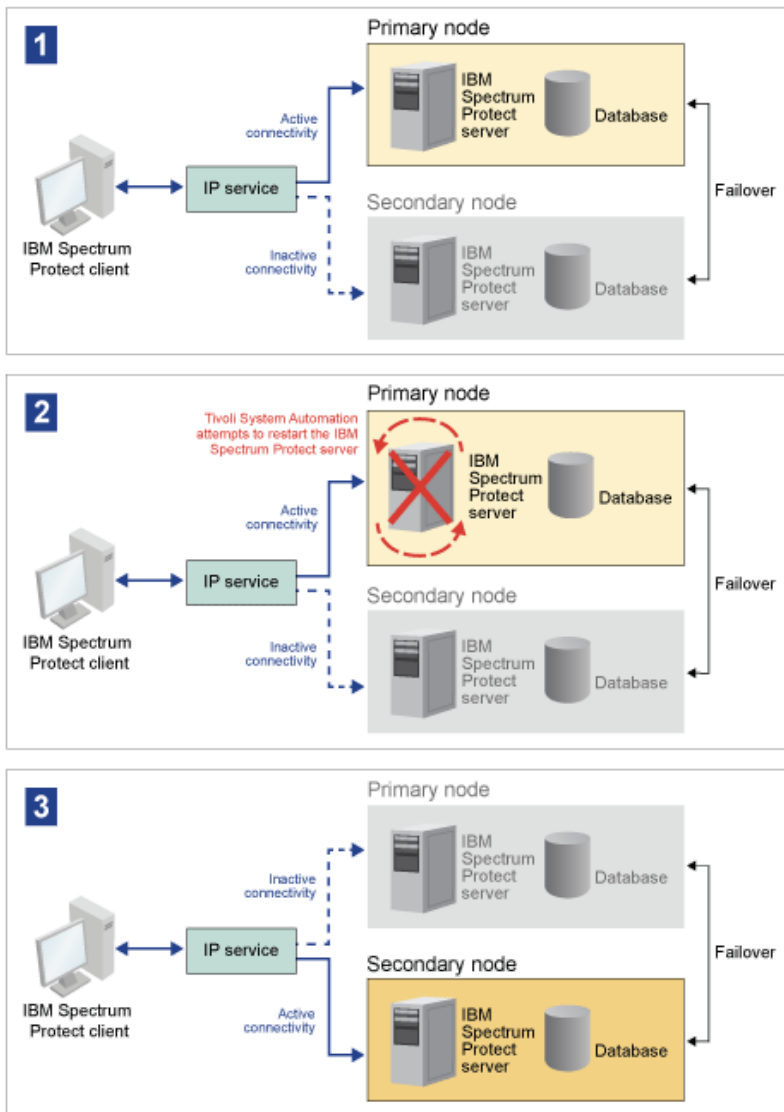 1
Primary node
IBM
Spectrum
Protect
server
Database
Active
connectivity
IP service
Failover
IBM Spectrum
Protect client
Secondary node
Inactive
connectivity
IBM
Spectrum
Protect
server
Database
2
Primary node
Tivoli System Automation
attempts to restart the IBM
Spectrum Protect server
IBM
Spectrum
Protect
server
Database
Active
connectivity
IP service
Failover
IBM Spectrum
Protect client
Secondary node
Inactive
connectivity
IBM
Spectrum
Protect
server
Database
3
Primary node
IBM
Spectrum
Protect
server
Database
Inactive
connectivity
IP service
Failover
IBM Spectrum
Protect client
Secondary node
Active
connectivity
IBM
Spectrum
Protect
server
Database